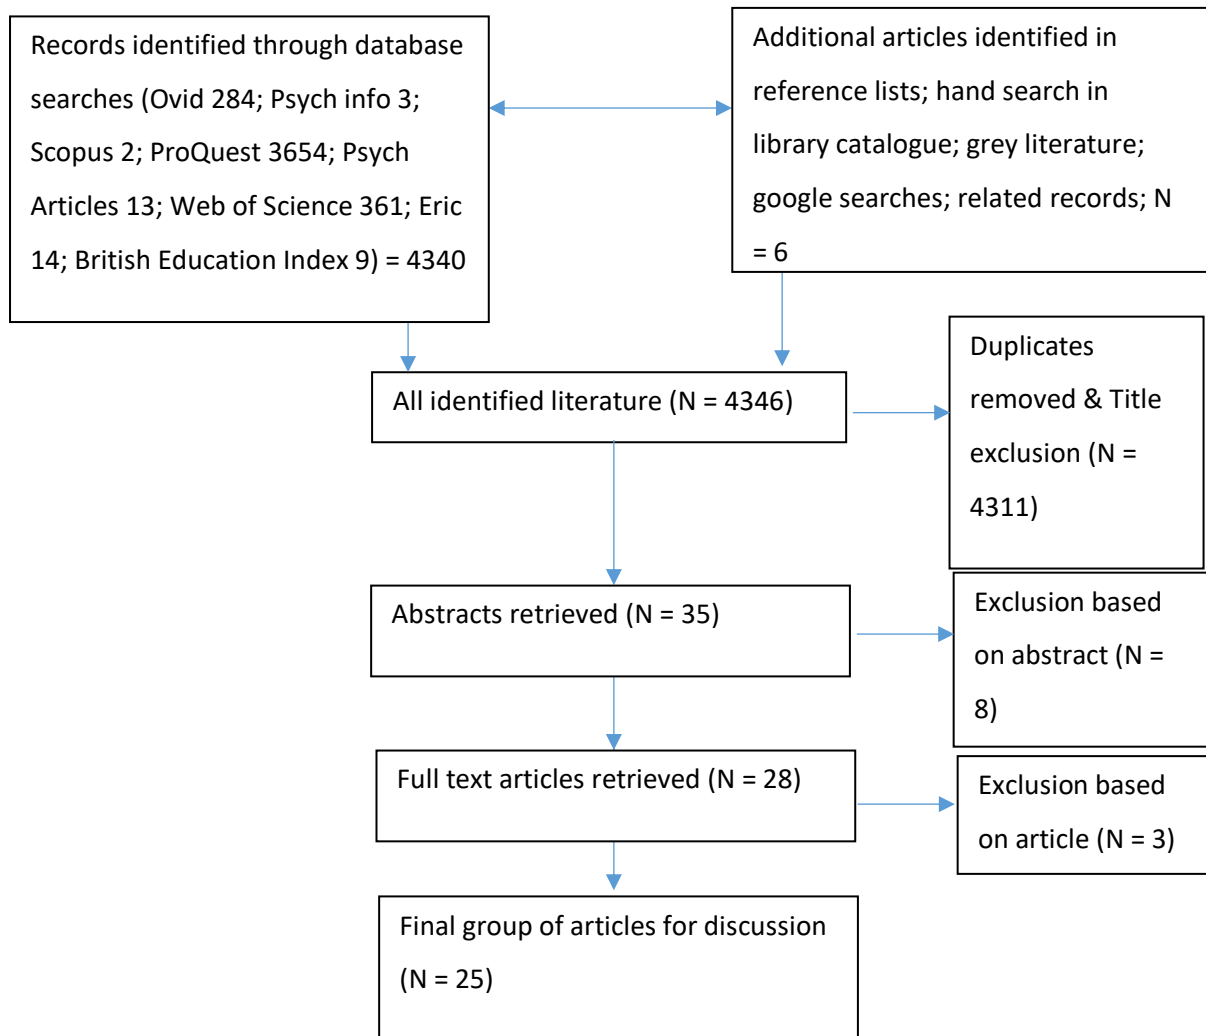 Records identified through database
searches (Ovid 284; Psych info 3;
Scopus 2; ProQuest 3654; Psych
Articles 13; Web of Science 361; Eric
14; British Education Index 9) = 4340
Additional articles identified in
reference lists; hand search in
library catalogue; grey literature;
google searches; related records; N
= 6
All identified literature (N = 4346)
Duplicates
removed & Title
exclusion (N =
4311)
Abstracts retrieved (N = 35)
Exclusion based
on abstract (N =
8)
Full text articles retrieved (N = 28)
Exclusion based
on article (N = 3)
Final group of articles for discussion
(N = 25)